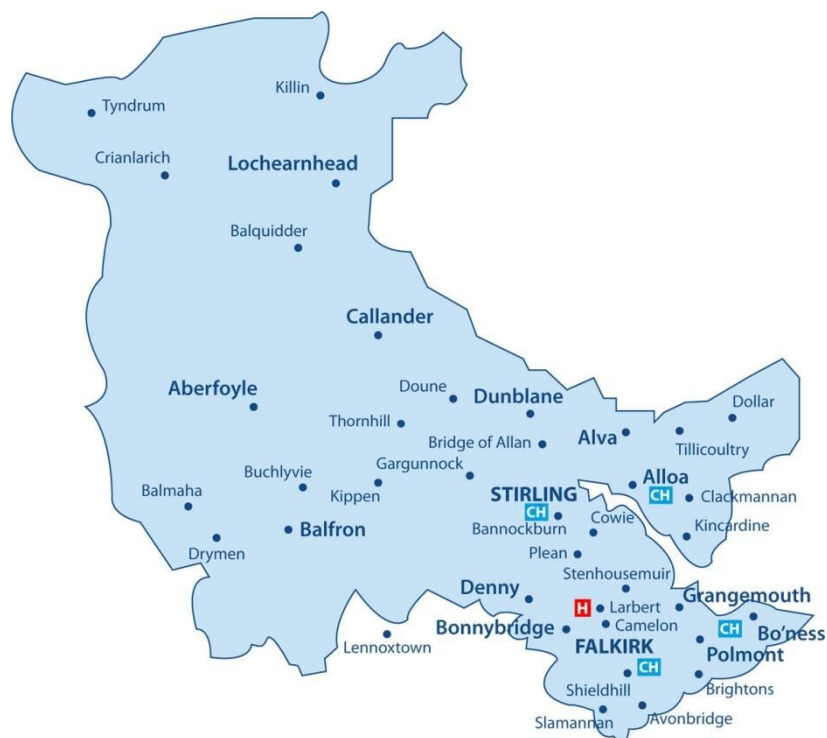 Killin
Tyndrum
Crianlarich
Lochearnhead
Balquidder
Callander
Aberfoyle
Doune
Dunblane
Dollar
Thornhill
Bridge of Allan
Alva
Tillicoultry
Gargunnock
Buchlyvie
Kippen
Balmaha
STIRLING
CH
Alloa
CH
Clackmannan
Bannockburn
Cowie
Kincardine
Balfron
Drymen
Plean
Stenhousemuir
Denny
Grangemouth
H
Larbert
Camelon
Bonnybridge
CH
Bo'ness
Lennoxtown
FALKIRK
CH
Polmont
Shieldhill
Brightons
Slamannan
Avonbridge